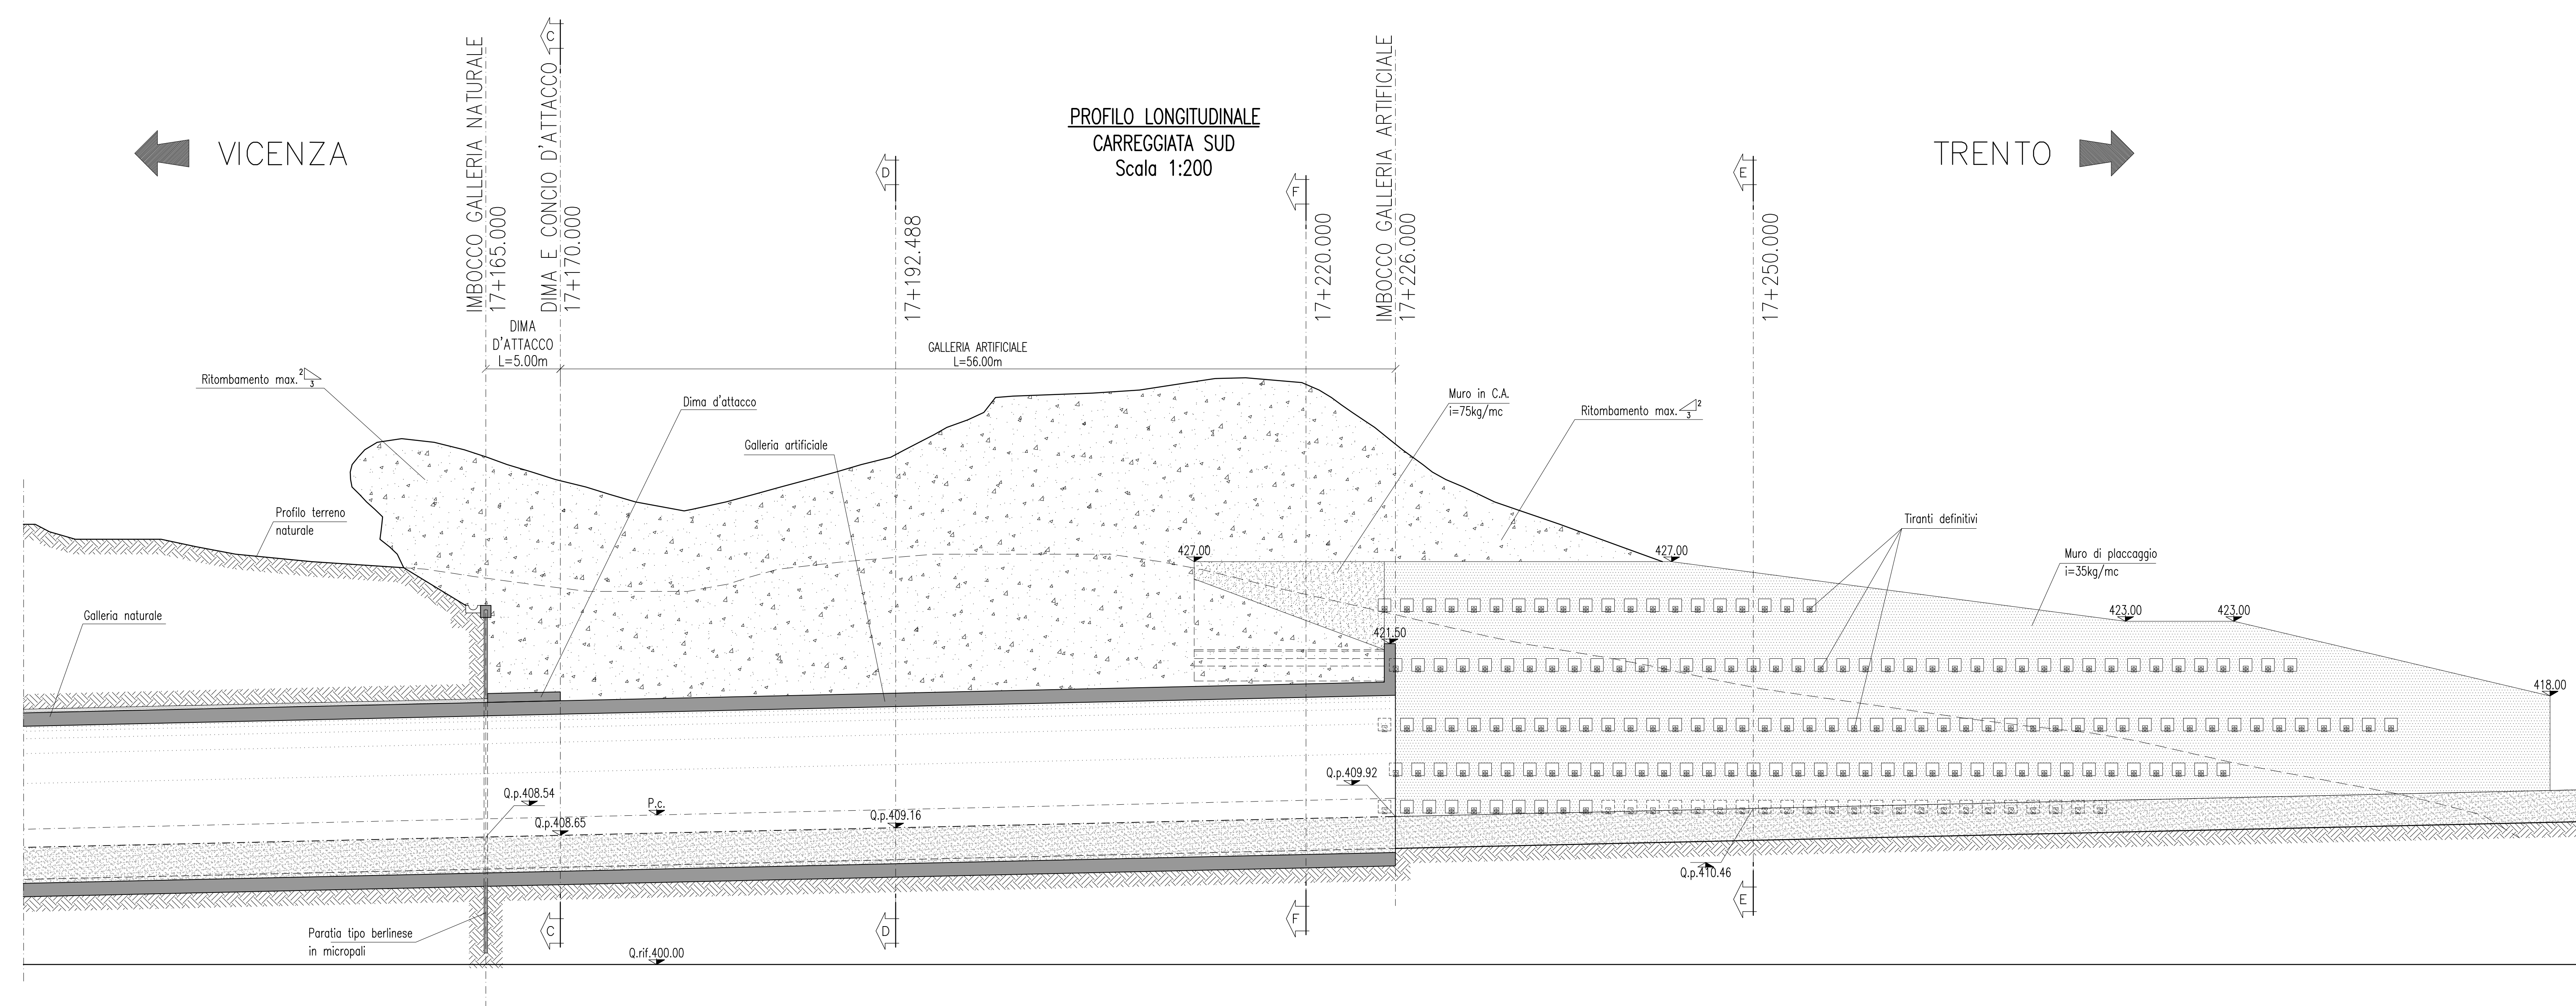 PROFILO LONGITUDINALE
CARREGGIATA SUD
Scala 1:200
VICENZA
TRENTO
IMBOCCO GALLERIA NATURALE
17+165.000
DIMA E CONCIO D'ATTACCO
17+170.000
17+192.488
17+220.000
IMBOCCO GALLERIA ARTIFICIALE
17+226.000
17+250.000
C
D
F
E
DIMA
D'ATTACCO
L=5.00m
GALLERIA ARTIFICIALE
L=56.00m
Ritombamento max. 2
3
Dima d'attacco
Galleria artificiale
Muro in C.A.
i=75kg/mc
Ritombamento max. 2
3
Profilo terreno
naturale
Tiranti definitivi
Muro di placcaggio
i=35kg/mc
427.00
427.00
423.00
423.00
421.50
418.00
Galleria naturale
Q.p.408.54
P.c.
Q.p.408.65
Q.p.409.16
Q.p.409.92
Q.p.410.46
C
D
F
E
Paratia tipo berlinese
in micropali
Q.rif.400.00